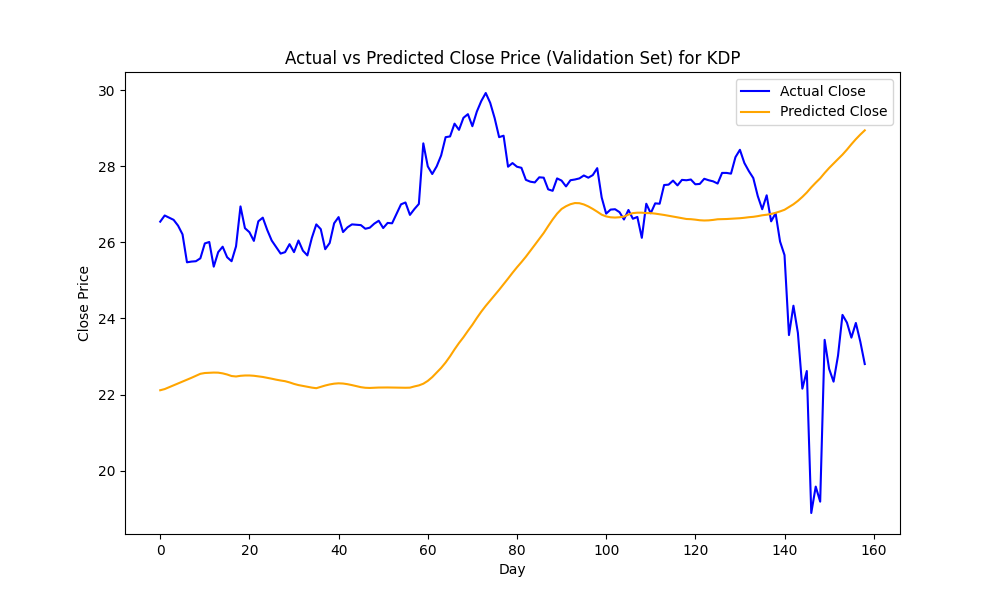 Actual vs Predicted Close Price (Validation Set) for KDP
Actual Close
Predicted Close
Close Price
30
28
26
24
22
20
0 20 40 60 80 100 120 140 160
Day